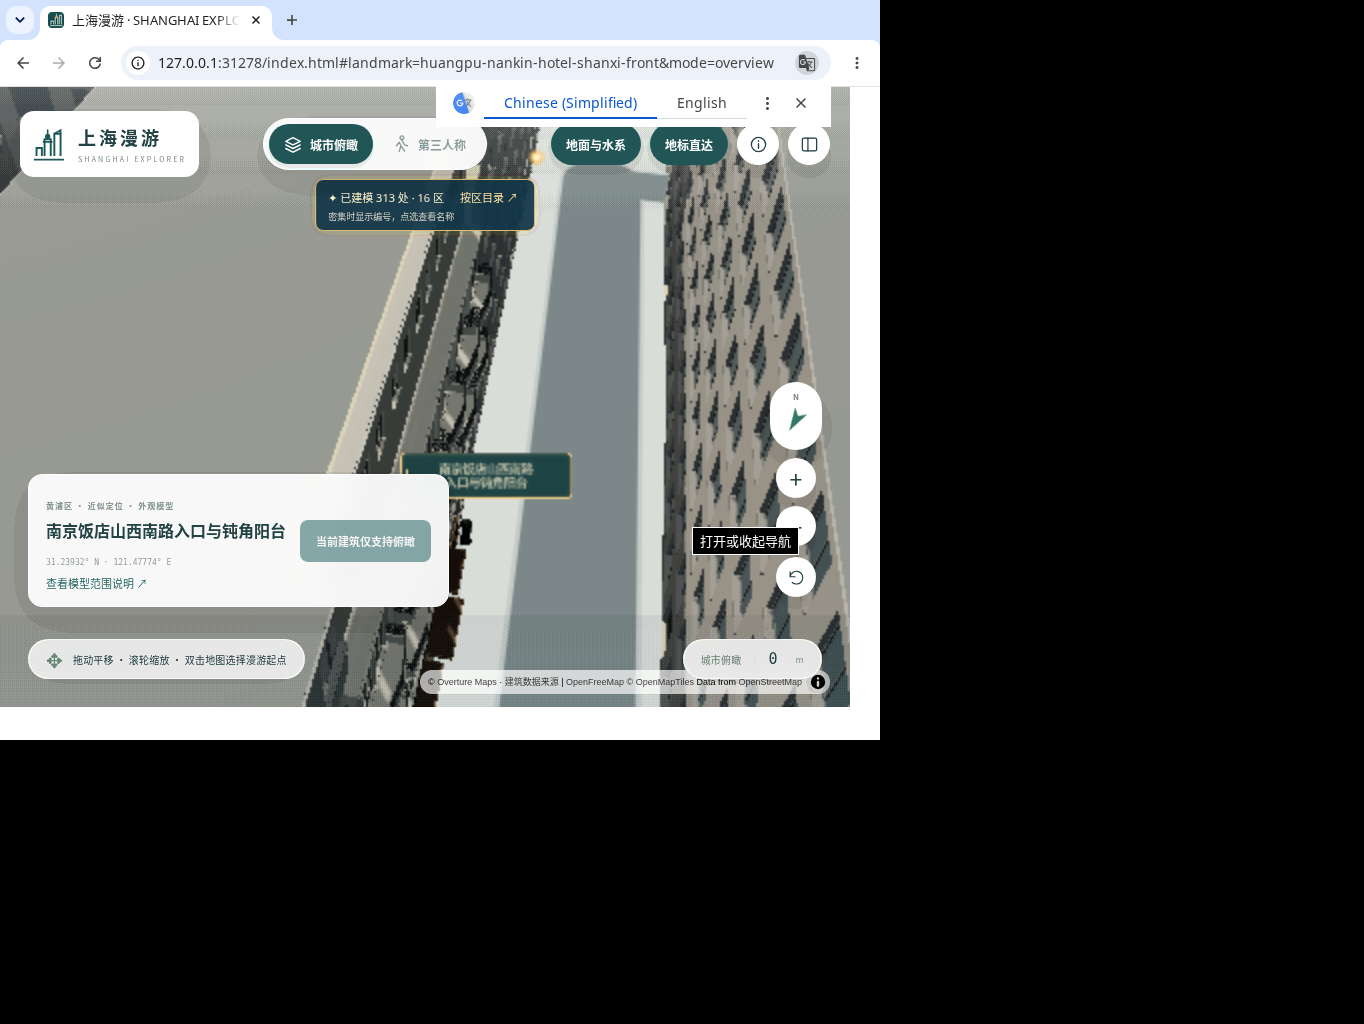 上海漫游 · SHANGHAI EXPLO
127.0.0.1:31278/index.html#landmark=huangpu-nankin-hotel-shanxi-front&mode=overview
Chinese (Simplified)
English
上海漫游
SHANGHAI EXPLORER
城市俯瞰
第三人称
地面与水系
地标直达
✦ 已建模 313 处 · 16 区 按区目录 ↗
密集时显示编号，点选查看名称
N
南京饭店山西南路
入口与钝角阳台
黄浦区 · 近似定位 · 外观模型
南京饭店山西南路入口与钝角阳台
当前建筑仅支持俯瞰
31.23932° N · 121.47774° E
查看模型范围说明 ↗
+
打开或收起导航
拖动平移 · 滚轮缩放 · 双击地图选择漫游起点
城市俯瞰 0 m
© Overture Maps · 建筑数据来源 | OpenFreeMap © OpenMapTiles Data from OpenStreetMap